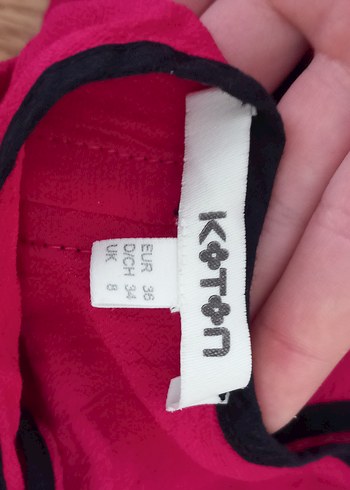 KOTON
EUR 36
D/CH 34
UK 8